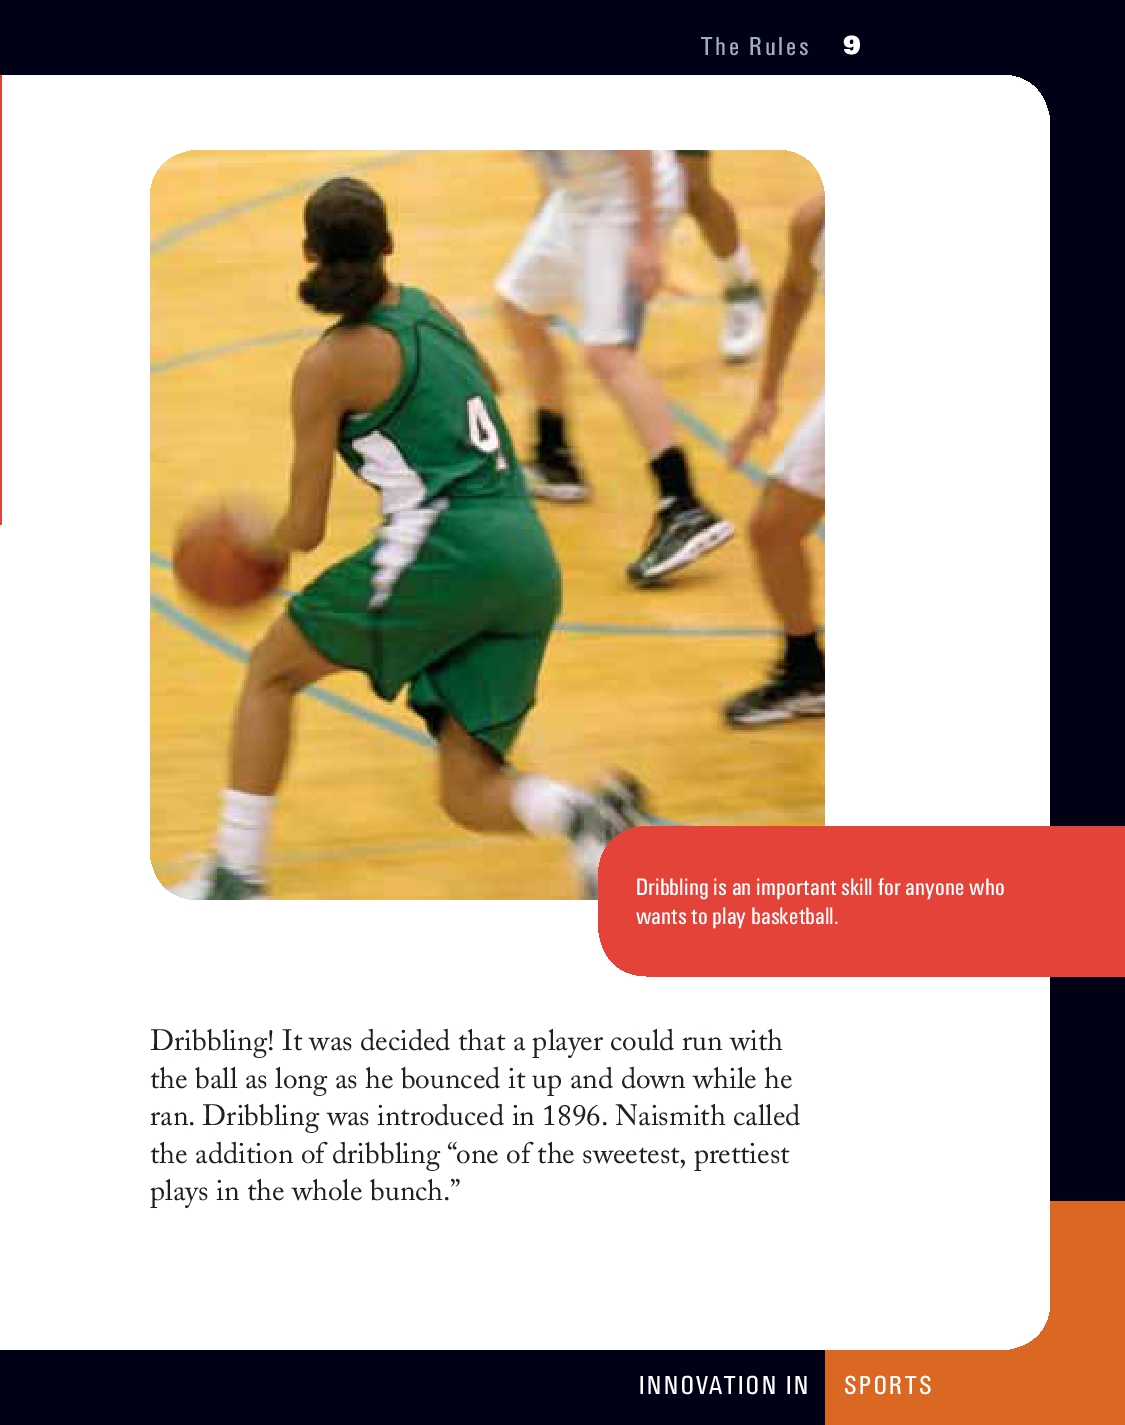 The Rules 9
4
Dribbling is an important skill for anyone who
wants to play basketball.
Dribbling! It was decided that a player could run with
the ball as long as he bounced it up and down while he
ran. Dribbling was introduced in 1896. Naismith called
the addition of dribbling “one of the sweetest, prettiest
plays in the whole bunch.”
INNOVATION IN SPORTS